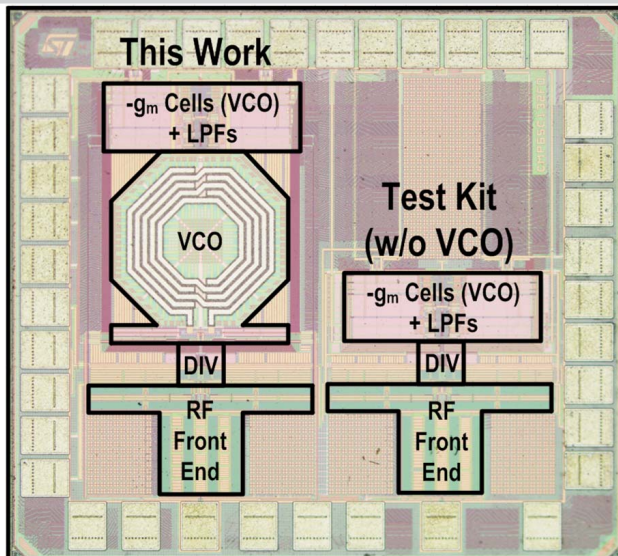 ST
This Work
-gm Cells (VCO)
+ LPFs
VCO
DIV
RF
Front
End
Test Kit
(w/o VCO)
-gm Cells (VCO)
+ LPFs
DIV
RF
Front
End